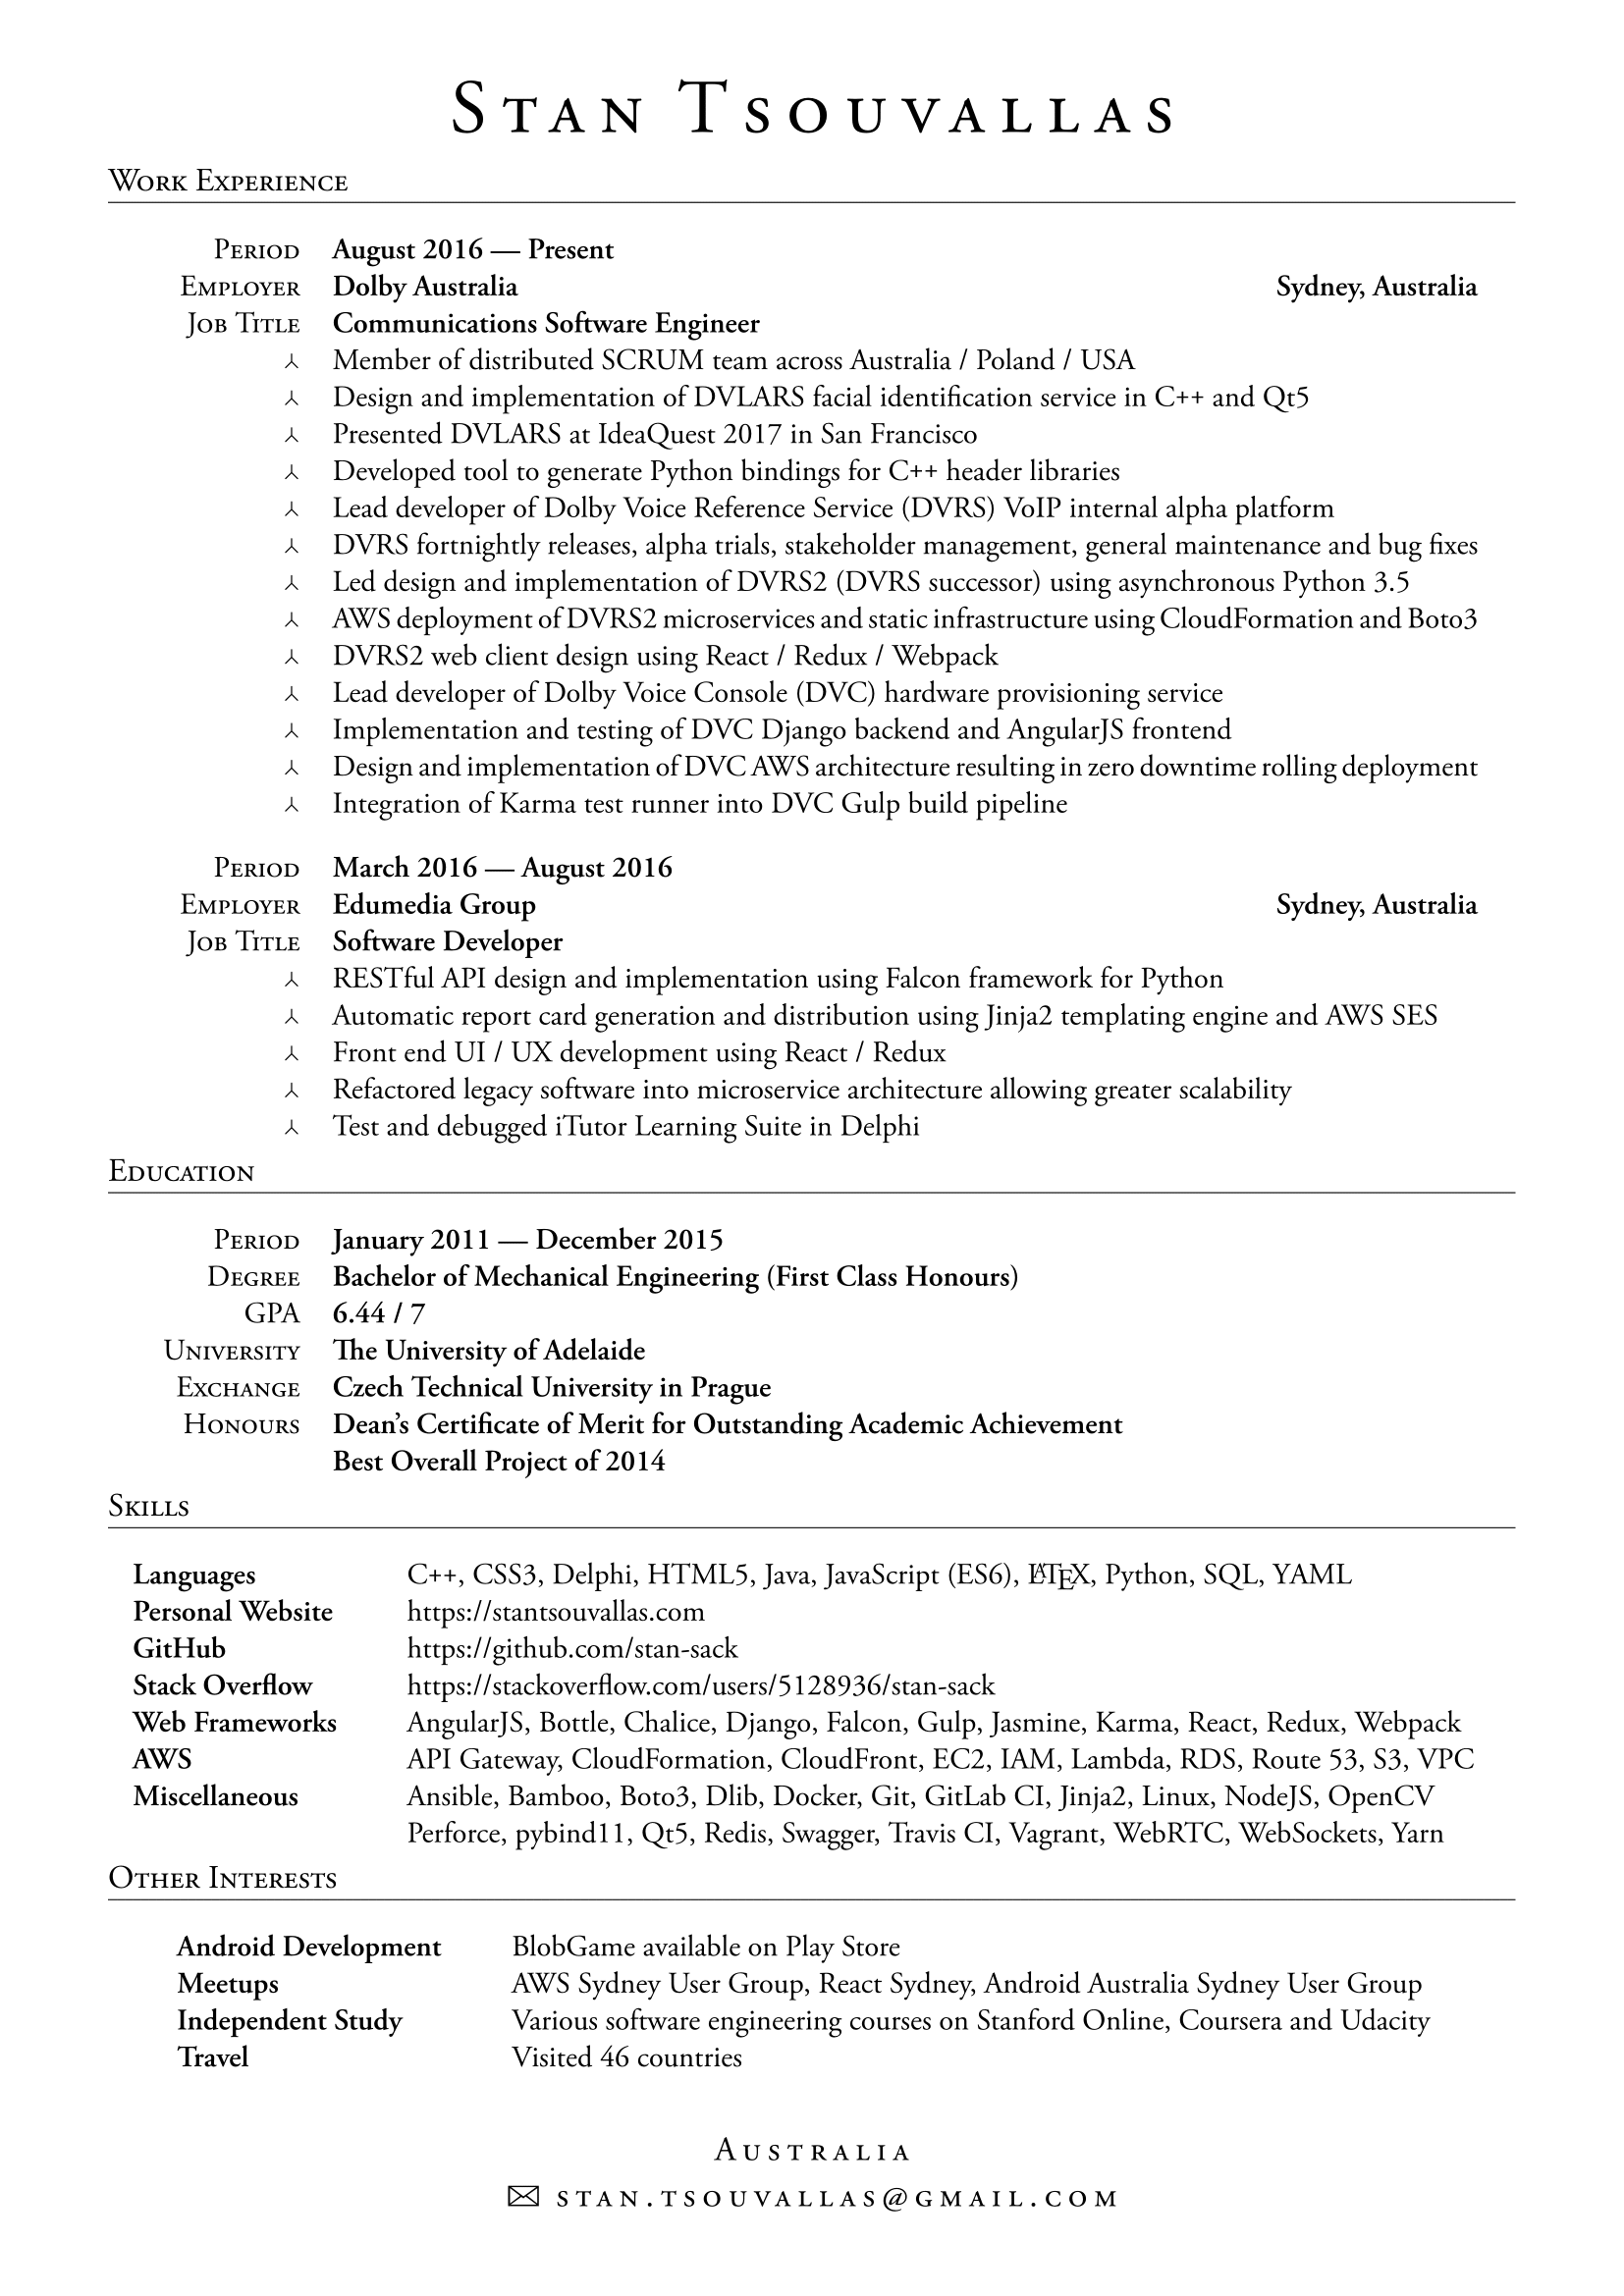 Stan Tsouvallas
Work Experience
Period August 2016 — Present
Employer Dolby Australia Sydney, Australia
Job Title Communications Software Engineer
⅄ Member of distributed SCRUM team across Australia / Poland / USA
⅄ Design and implementation of DVLARS facial identification service in C++ and Qt5
⅄ Presented DVLARS at IdeaQuest 2017 in San Francisco
⅄ Developed tool to generate Python bindings for C++ header libraries
⅄ Lead developer of Dolby Voice Reference Service (DVRS) VoIP internal alpha platform
⅄ DVRS fortnightly releases, alpha trials, stakeholder management, general maintenance and bug fixes
⅄ Led design and implementation of DVRS2 (DVRS successor) using asynchronous Python 3.5
⅄ AWS deployment of DVRS2 microservices and static infrastructure using CloudFormation and Boto3
⅄ DVRS2 web client design using React / Redux / Webpack
⅄ Lead developer of Dolby Voice Console (DVC) hardware provisioning service
⅄ Implementation and testing of DVC Django backend and AngularJS frontend
⅄ Design and implementation of DVC AWS architecture resulting in zero downtime rolling deployment
⅄ Integration of Karma test runner into DVC Gulp build pipeline
Period March 2016 — August 2016
Employer Edumedia Group Sydney, Australia
Job Title Software Developer
⅄ RESTful API design and implementation using Falcon framework for Python
⅄ Automatic report card generation and distribution using Jinja2 templating engine and AWS SES
⅄ Front end UI / UX development using React / Redux
⅄ Refactored legacy software into microservice architecture allowing greater scalability
⅄ Test and debugged iTutor Learning Suite in Delphi
Education
Period January 2011 — December 2015
Degree Bachelor of Mechanical Engineering (First Class Honours)
GPA 6.44 / 7
University The University of Adelaide
Exchange Czech Technical University in Prague
Honours Dean's Certificate of Merit for Outstanding Academic Achievement
Best Overall Project of 2014
Skills
Languages C++, CSS3, Delphi, HTML5, Java, JavaScript (ES6), LATEX, Python, SQL, YAML
Personal Website https://stantsouvallas.com
GitHub https://github.com/stan-sack
Stack Overflow https://stackoverflow.com/users/5128936/stan-sack
Web Frameworks AngularJS, Bottle, Chalice, Django, Falcon, Gulp, Jasmine, Karma, React, Redux, Webpack
AWS API Gateway, CloudFormation, CloudFront, EC2, IAM, Lambda, RDS, Route 53, S3, VPC
Miscellaneous Ansible, Bamboo, Boto3, Dlib, Docker, Git, GitLab CI, Jinja2, Linux, NodeJS, OpenCV
Perforce, pybind11, Qt5, Redis, Swagger, Travis CI, Vagrant, WebRTC, WebSockets, Yarn
Other Interests
Android Development BlobGame available on Play Store
Meetups AWS Sydney User Group, React Sydney, Android Australia Sydney User Group
Independent Study Various software engineering courses on Stanford Online, Coursera and Udacity
Travel Visited 46 countries
Australia
✉ stan.tsouvallas@gmail.com